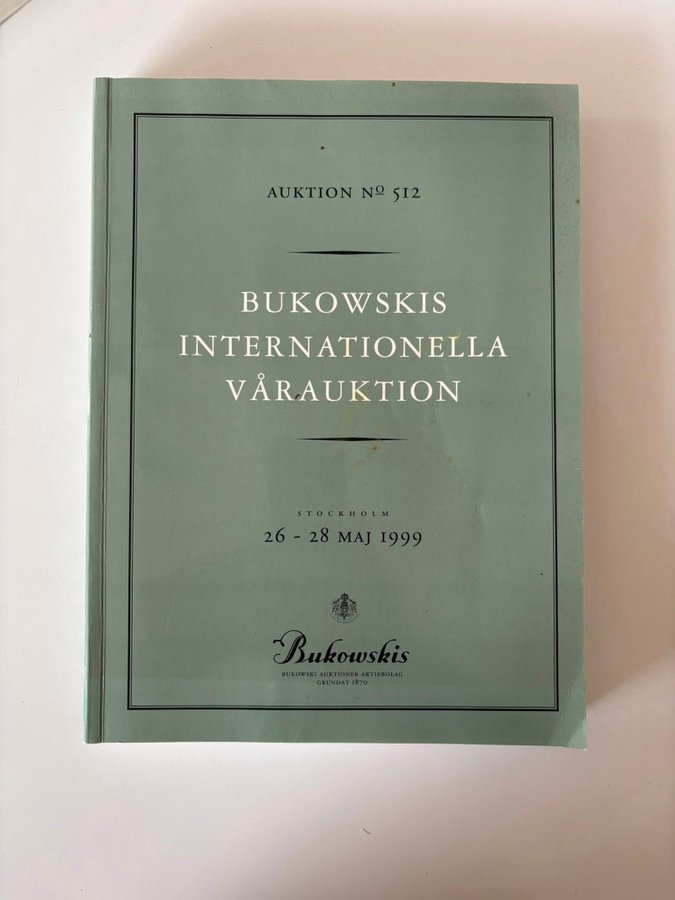 AUKTION Nº 512
BUKOWSKIS
INTERNATIONELLA
VÅRAUKTION
STOCKHOLM
26 - 28 MAJ 1999
Bukowskis
BUKOWSKI AUKTIONER AKTIEBOLAG
GRUNDAT 1870